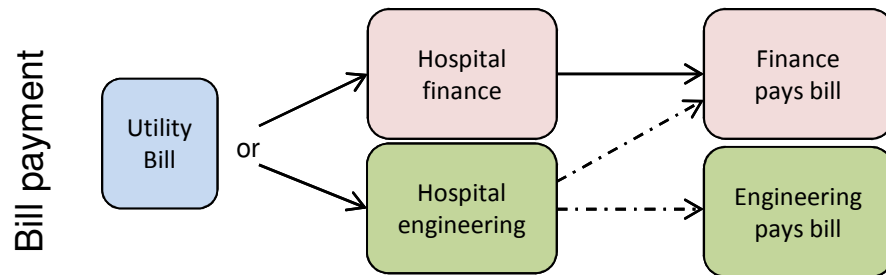 Bill payment
Utility
Bill
or
Hospital
finance
Finance
pays bill
Hospital
engineering
Engineering
pays bill